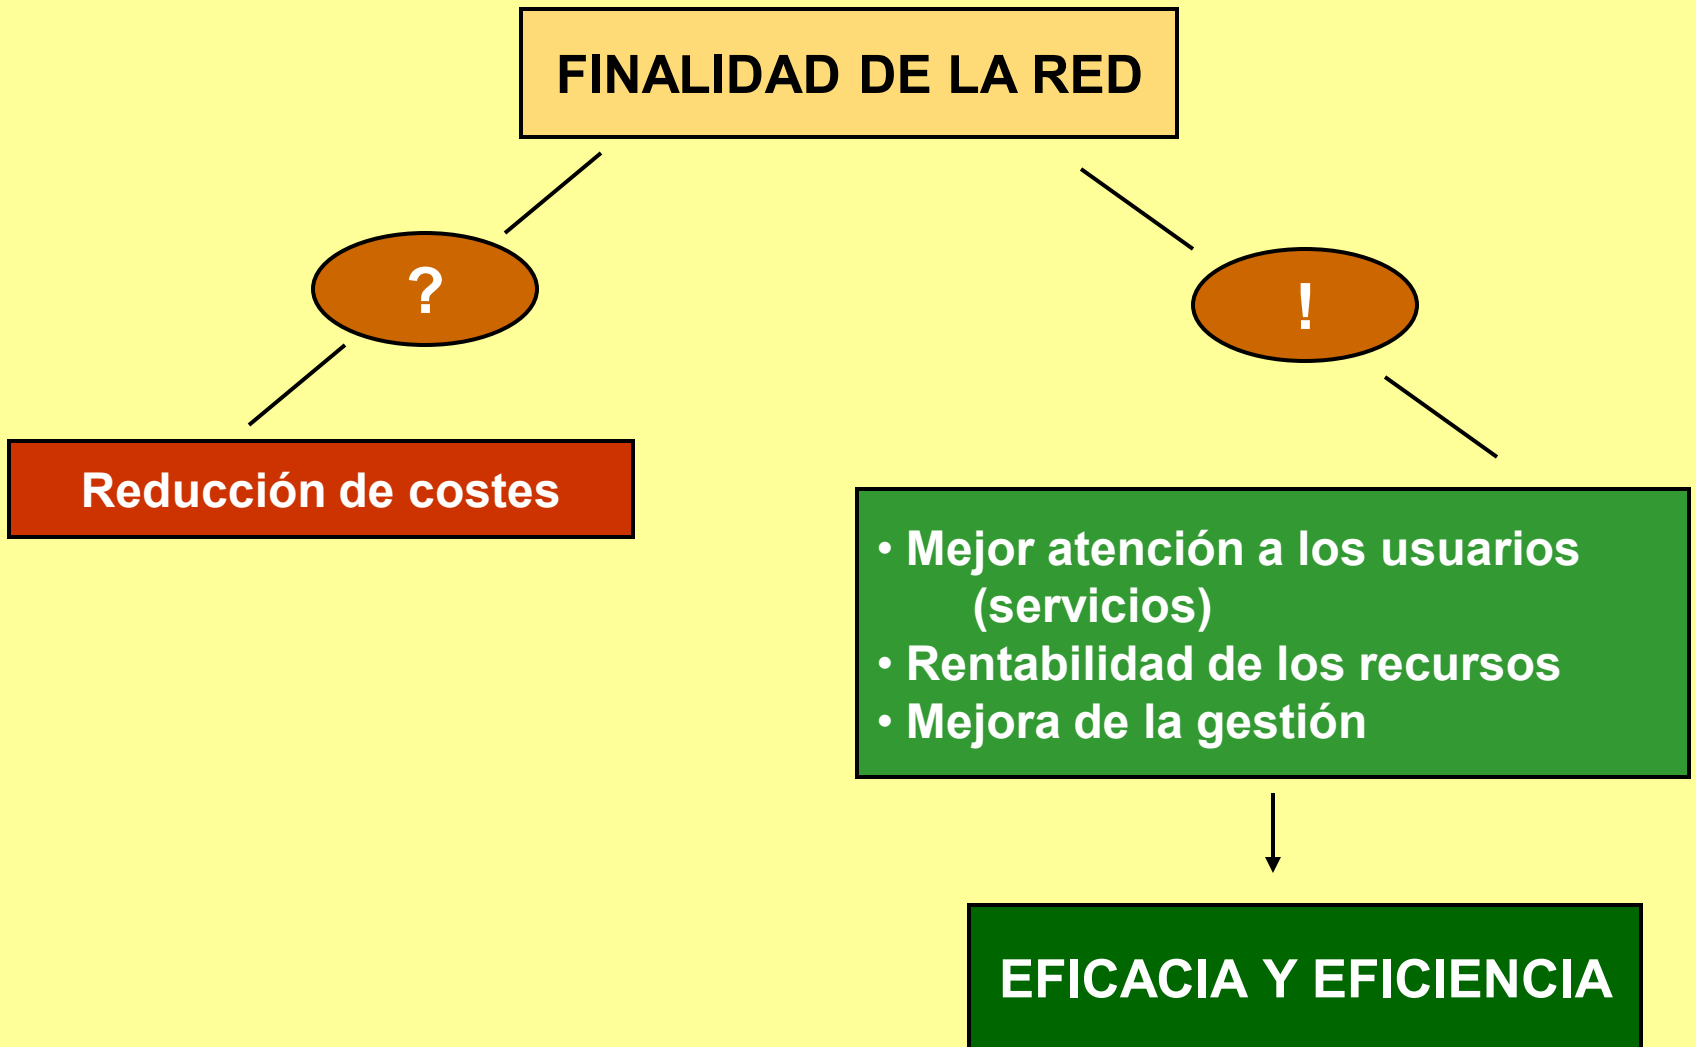 FINALIDAD DE LA RED
?
!
Reducción de costes
• Mejor atención a los usuarios
(servicios)
• Rentabilidad de los recursos
• Mejora de la gestión
EFICACIA Y EFICIENCIA